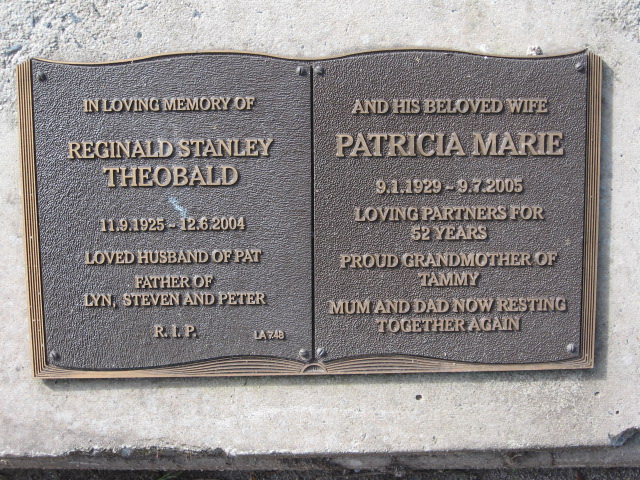 IN LOVING MEMORY OF
REGINALD STANLEY
THEOBALD
11.9.1925 - 12.6.2004
LOVED HUSBAND OF PAT
FATHER OF
LYN, STEVEN AND PETER
R.I.P.
LA 748
AND HIS BELOVED WIFE
PATRICIA MARIE
9.1.1929 - 9.7.2005
LOVING PARTNERS FOR
52 YEARS
PROUD GRANDMOTHER OF
TAMMY
MUM AND DAD NOW RESTING
TOGETHER AGAIN